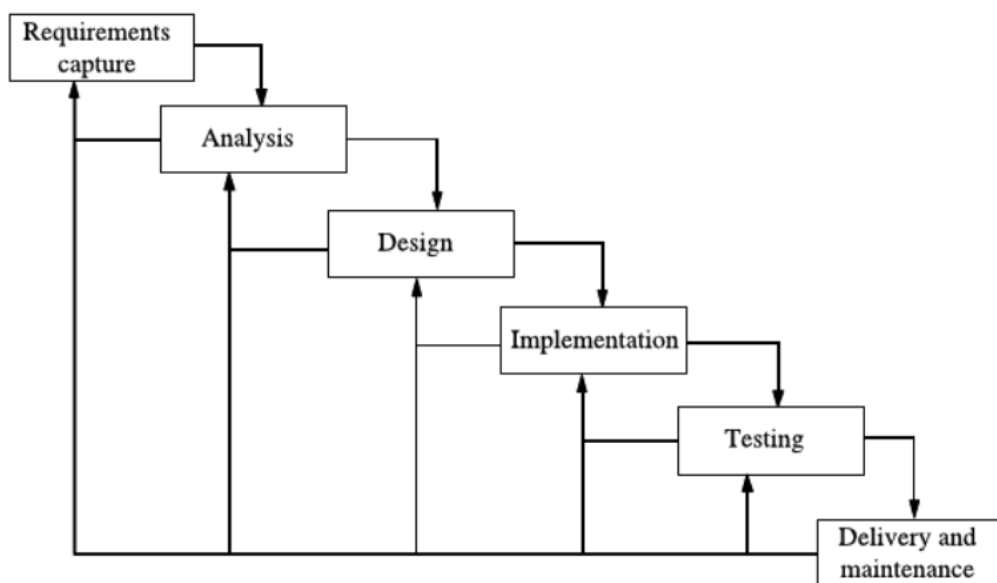 Requirements
capture
Analysis
Design
Implementation
Testing
Delivery and
maintenance